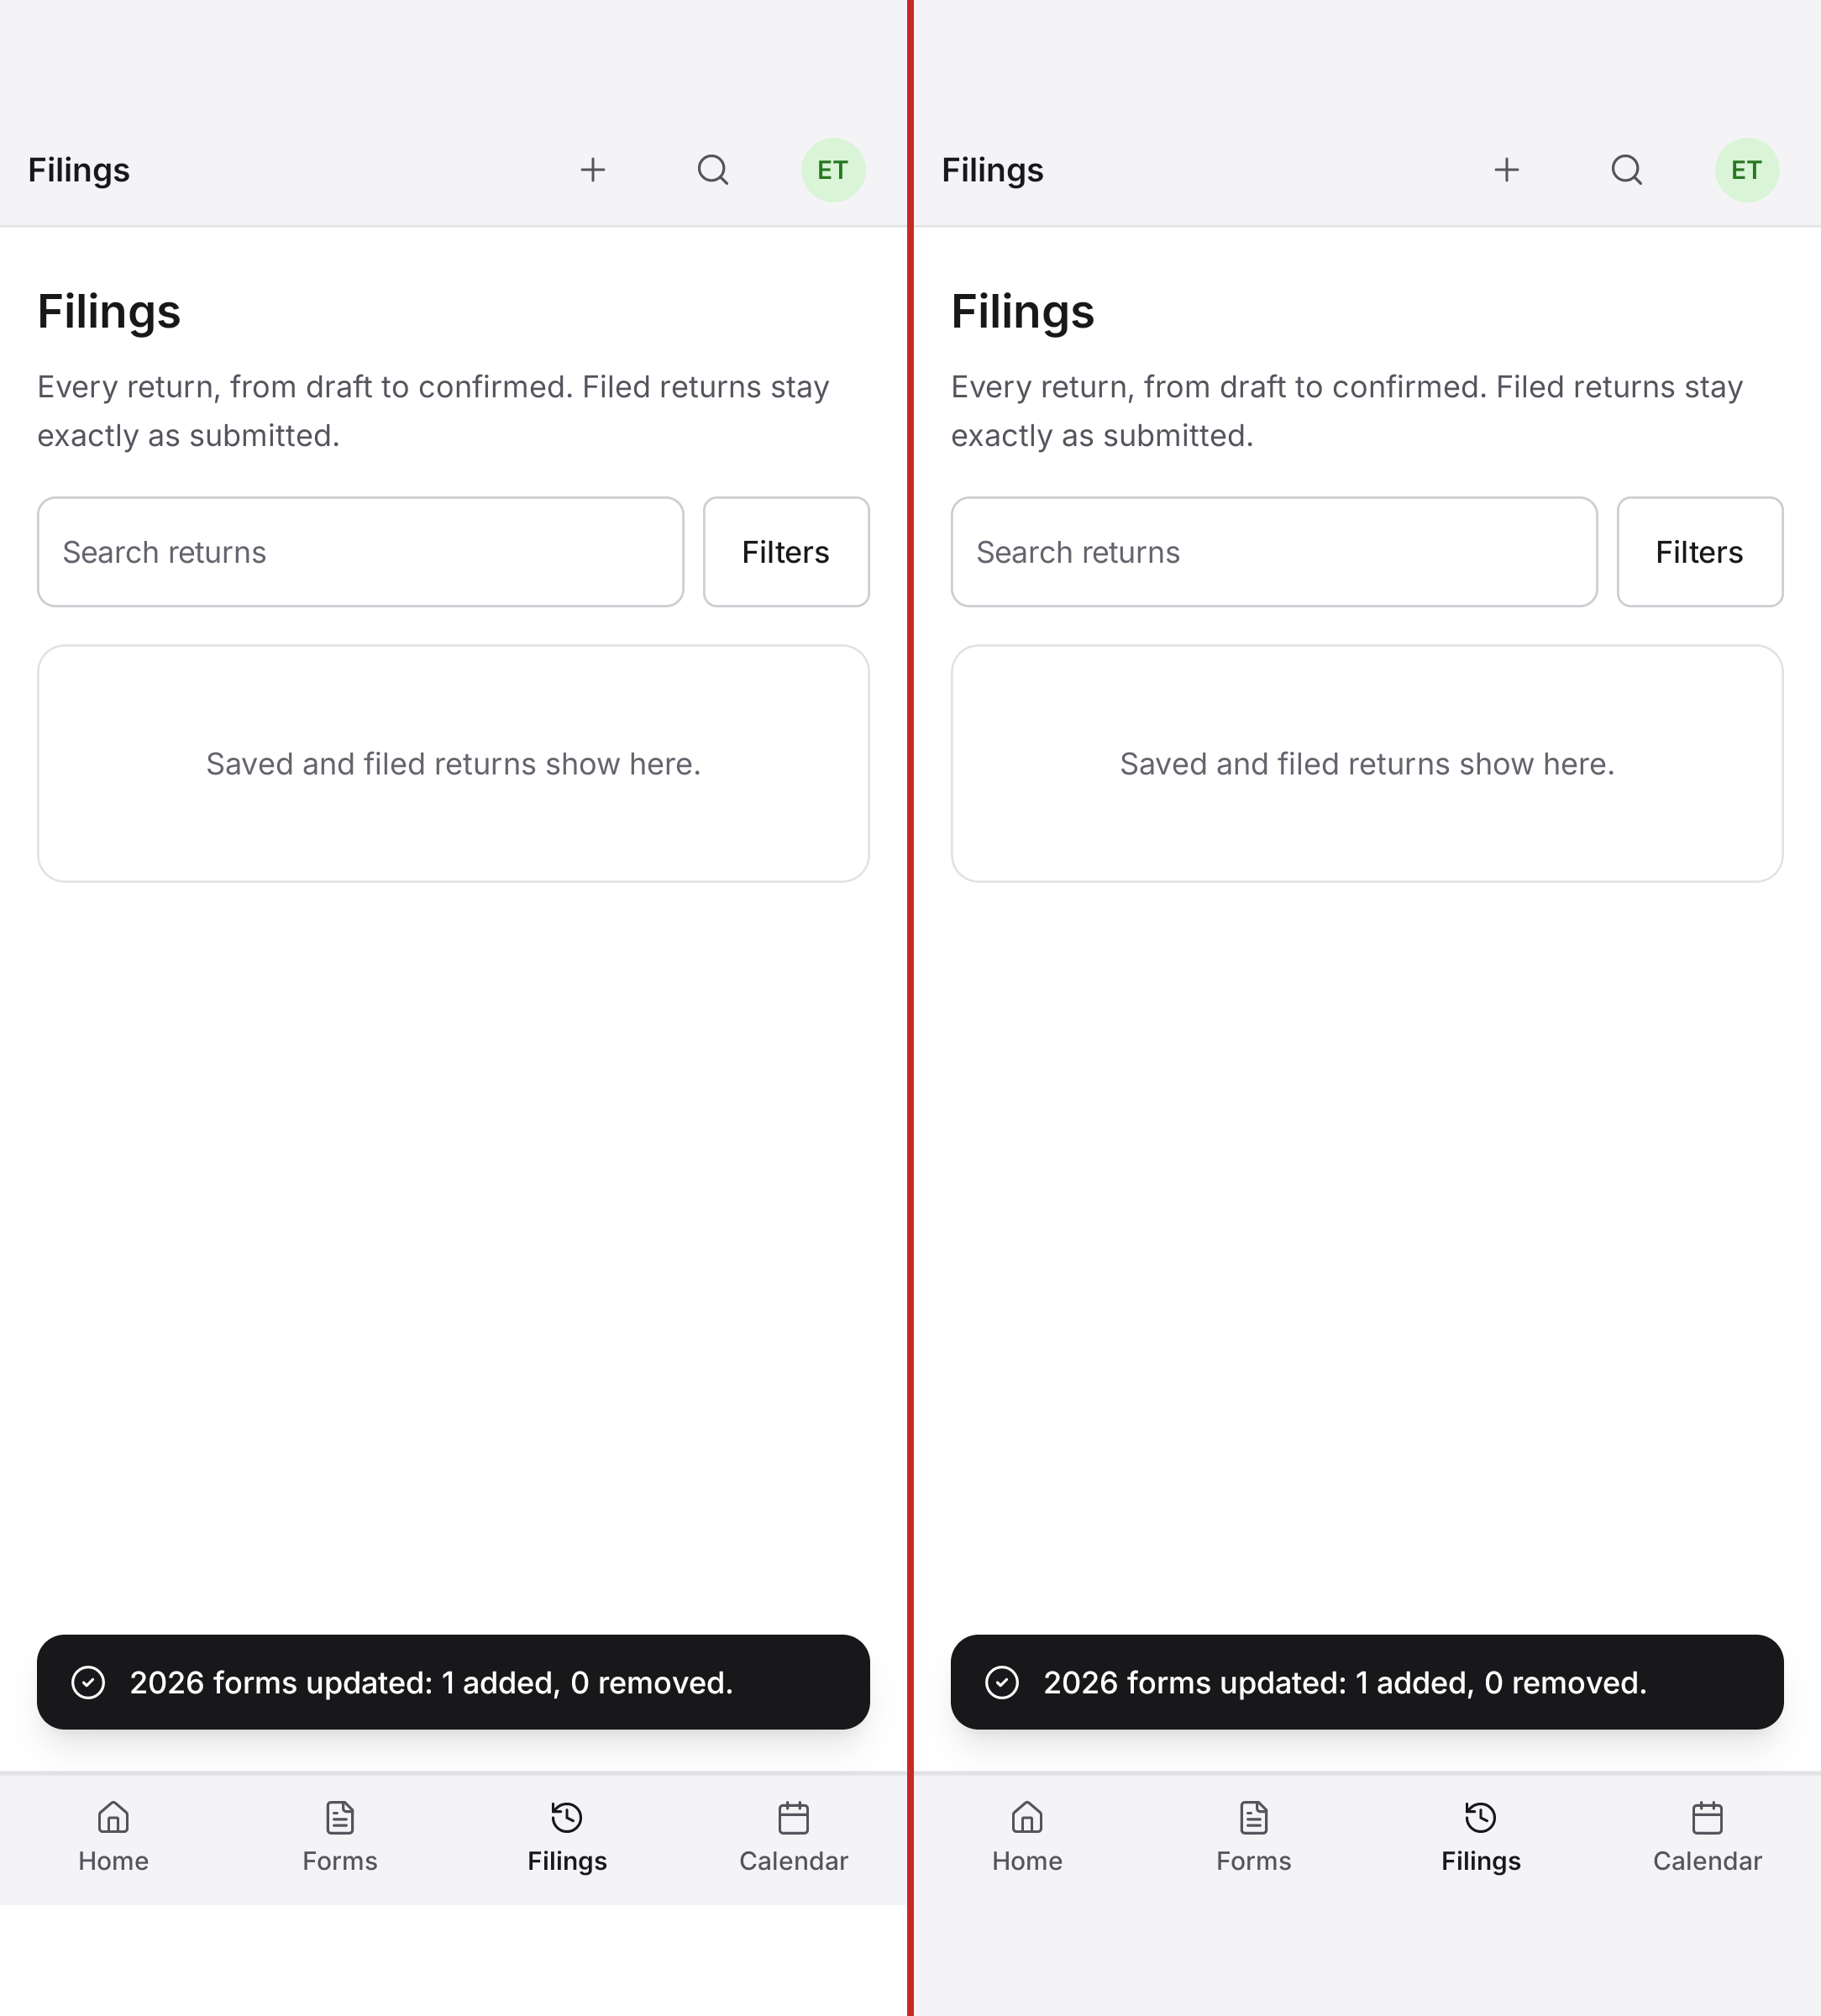 Filings
ET
Filings
Every return, from draft to confirmed. Filed returns stay
exactly as submitted.
Search returns
Filters
Saved and filed returns show here.
2026 forms updated: 1 added, 0 removed.
Home
Forms
Filings
Calendar
Filings
ET
Filings
Every return, from draft to confirmed. Filed returns stay
exactly as submitted.
Search returns
Filters
Saved and filed returns show here.
2026 forms updated: 1 added, 0 removed.
Home
Forms
Filings
Calendar